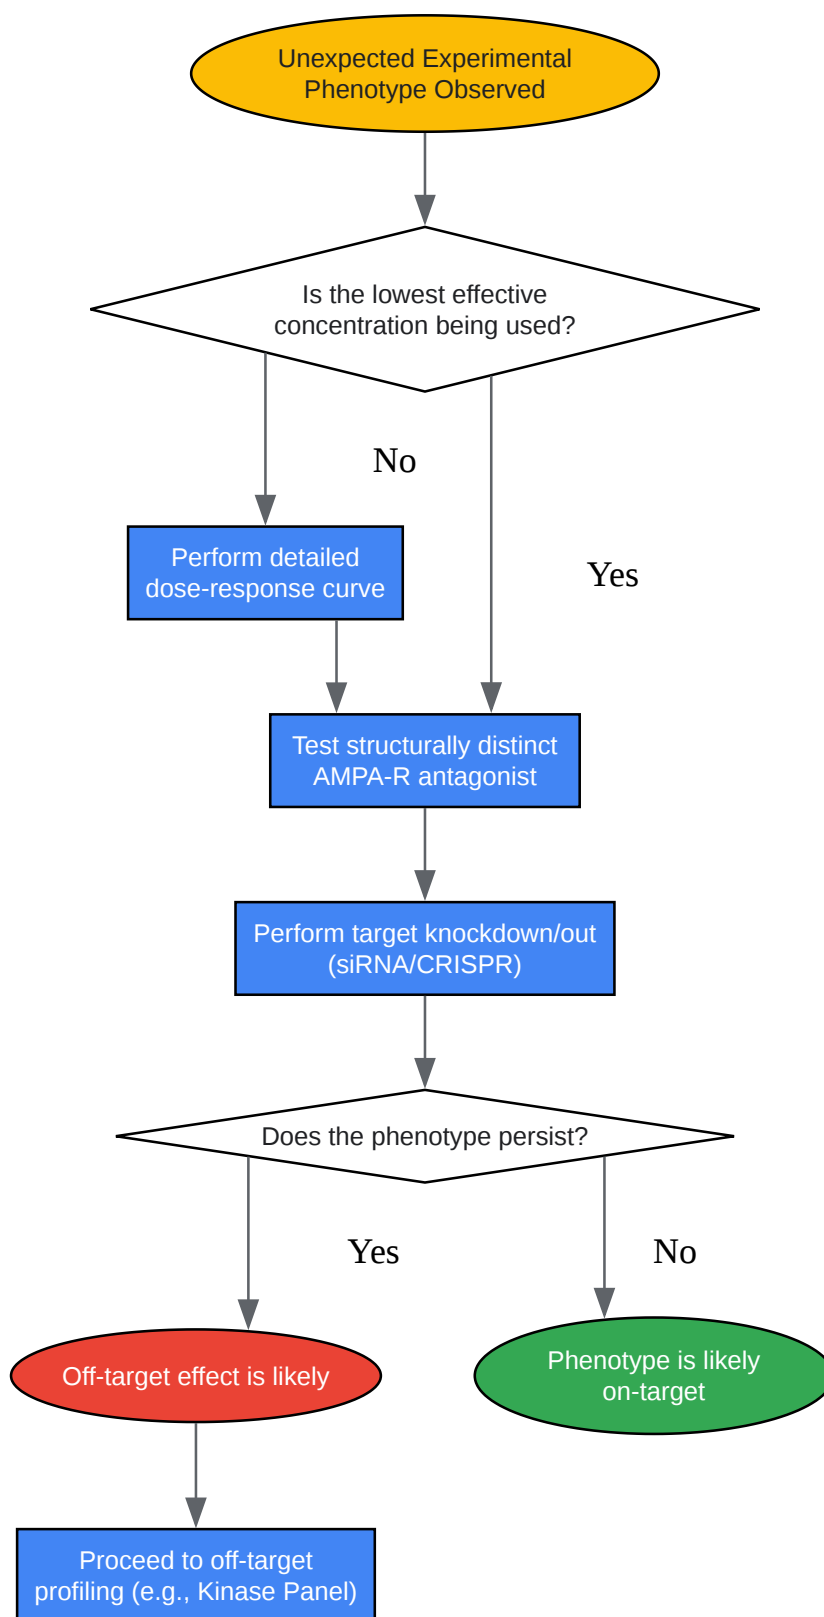 Unexpected Experimental
Phenotype Observed
Is the lowest effective
concentration being used?
No
Perform detailed
dose-response curve
Yes
Test structurally distinct
AMPA-R antagonist
Perform target knockdown/out
(siRNA/CRISPR)
Does the phenotype persist?
Yes
No
Off-target effect is likely
Phenotype is likely
on-target
Proceed to off-target
profiling (e.g., Kinase Panel)